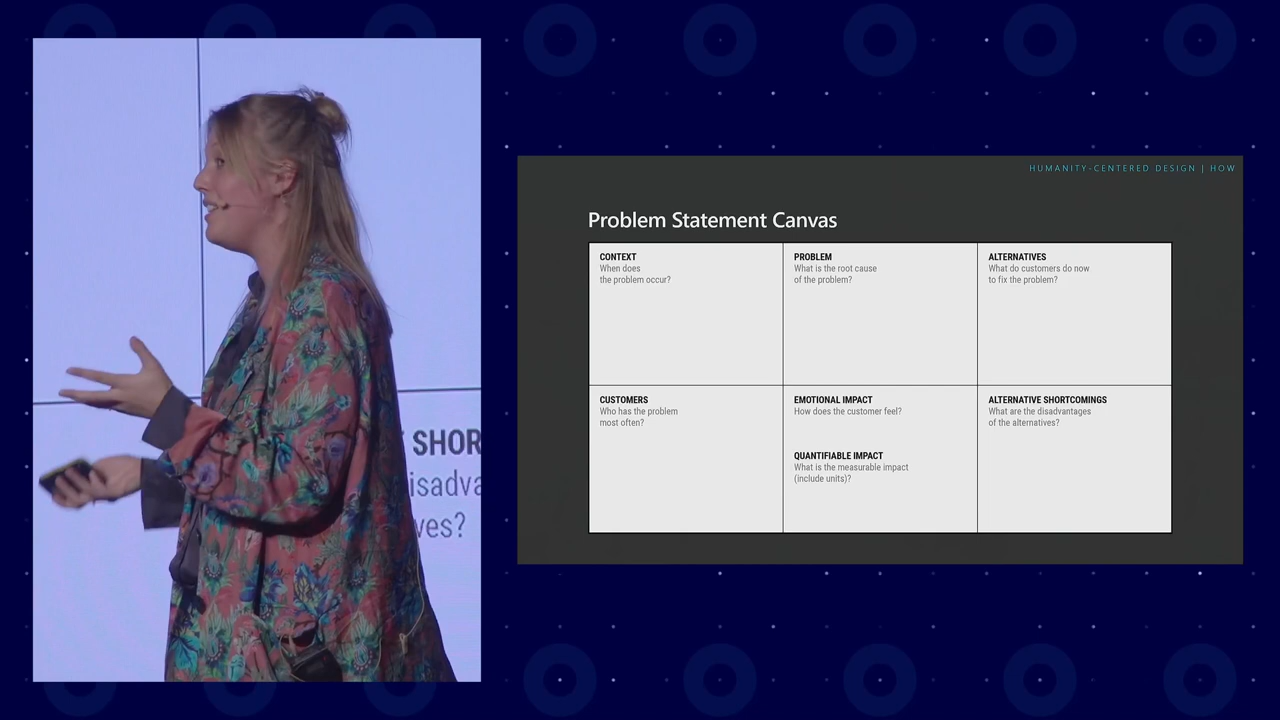 HUMANITY-CENTERED DESIGN | HOW
Problem Statement Canvas
CONTEXT
When does
the problem occur?
PROBLEM
What is the root cause
of the problem?
ALTERNATIVES
What do customers do now
to fix the problem?
CUSTOMERS
Who has the problem
most often?
EMOTIONAL IMPACT
How does the customer feel?
QUANTIFIABLE IMPACT
What is the measurable impact
(include units)?
ALTERNATIVE SHORTCOMINGS
What are the disadvantages
of the alternatives?
SHOR
isadva
ves?